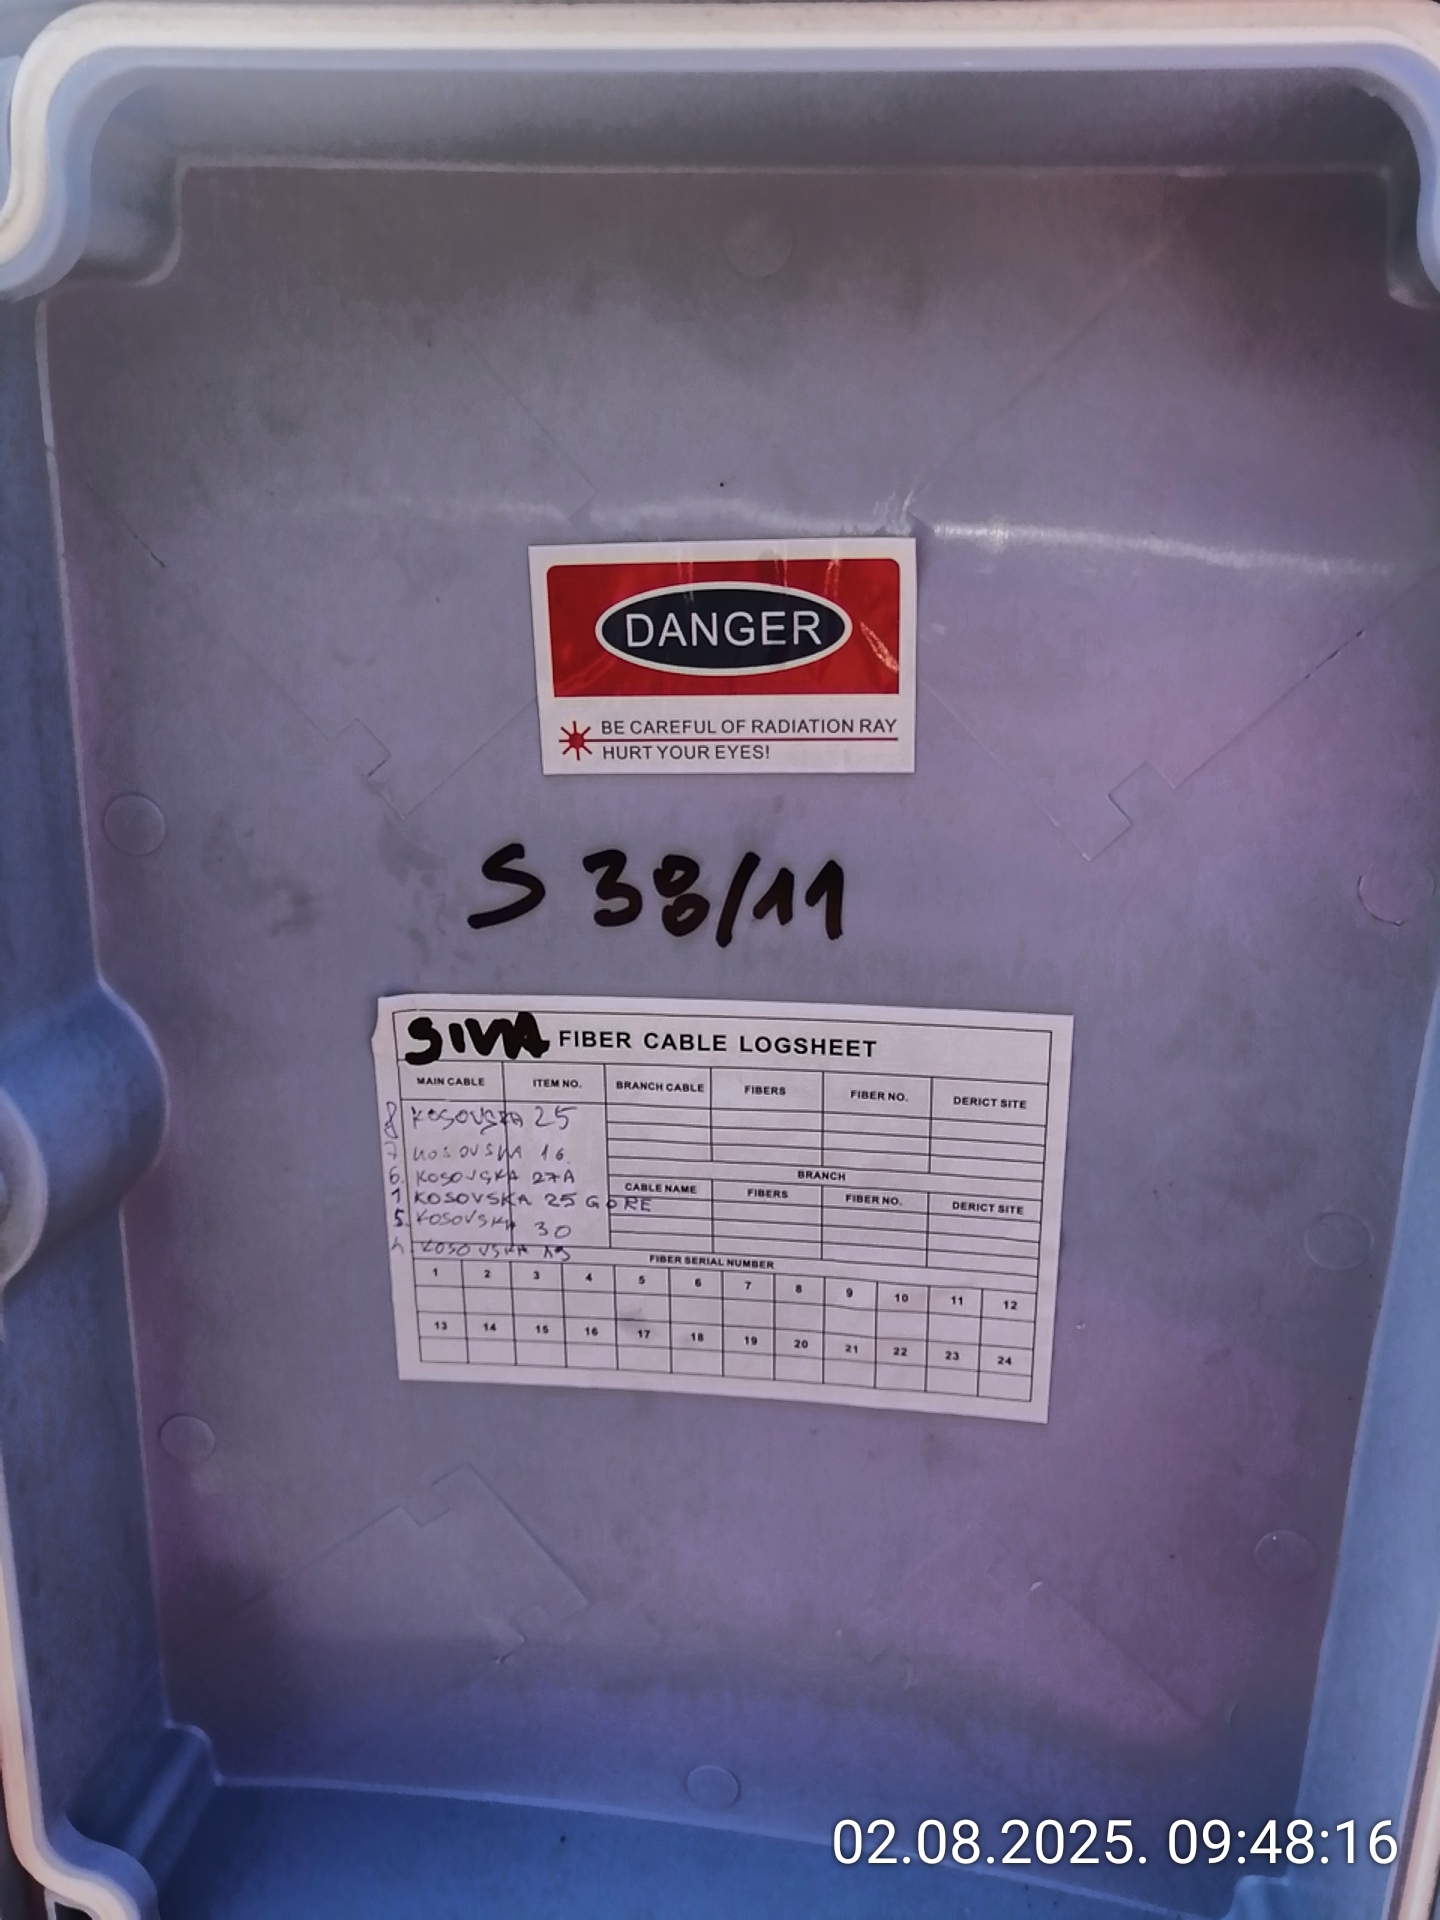 DANGER
BE CAREFUL OF RADIATION RAY
HURT YOUR EYES!
S 38/11
SIVA FIBER CABLE LOGSHEET
MAIN CABLE ITEM NO. BRANCH CABLE FIBERS FIBER NO. DERICT SITE
8 KOSOVSKA 25
7 KOSOVSKA 16
BRANCH
6. KOSOVSKA 27A
CABLE NAME FIBERS FIBER NO. DERICT SITE
1 KOSOVSKA 25 GORE
5. KOSOVSKA 30
4 KOSOVSKA 19
FIBER SERIAL NUMBER
1 2 3 4 5 6 7 8 9 10 11 12
13 14 15 16 17 18 19 20 21 22 23 24
02.08.2025. 09:48:16